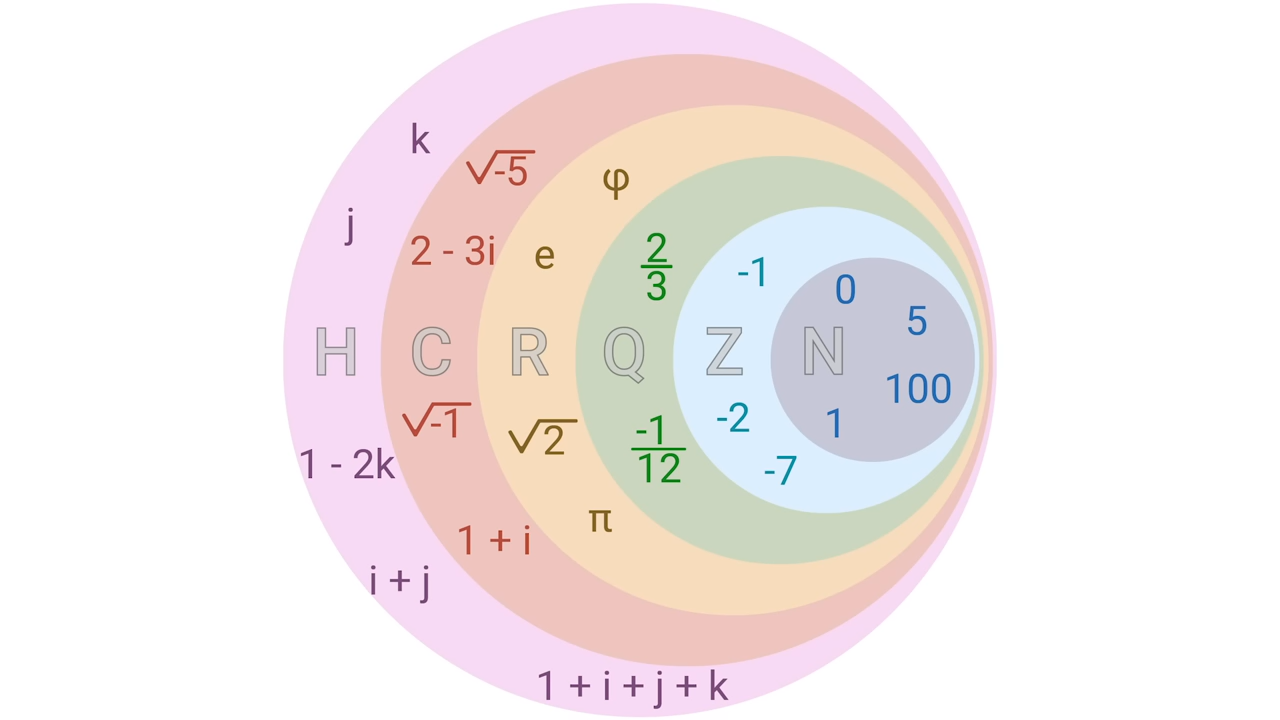 k
√-5
φ
j
2 - 3i
e
2
3
-1
0
5
H C R Q Z N
100
√-1
√2
-1
12
-2
1
1 - 2k
-7
π
1 + i
i + j
1 + i + j + k